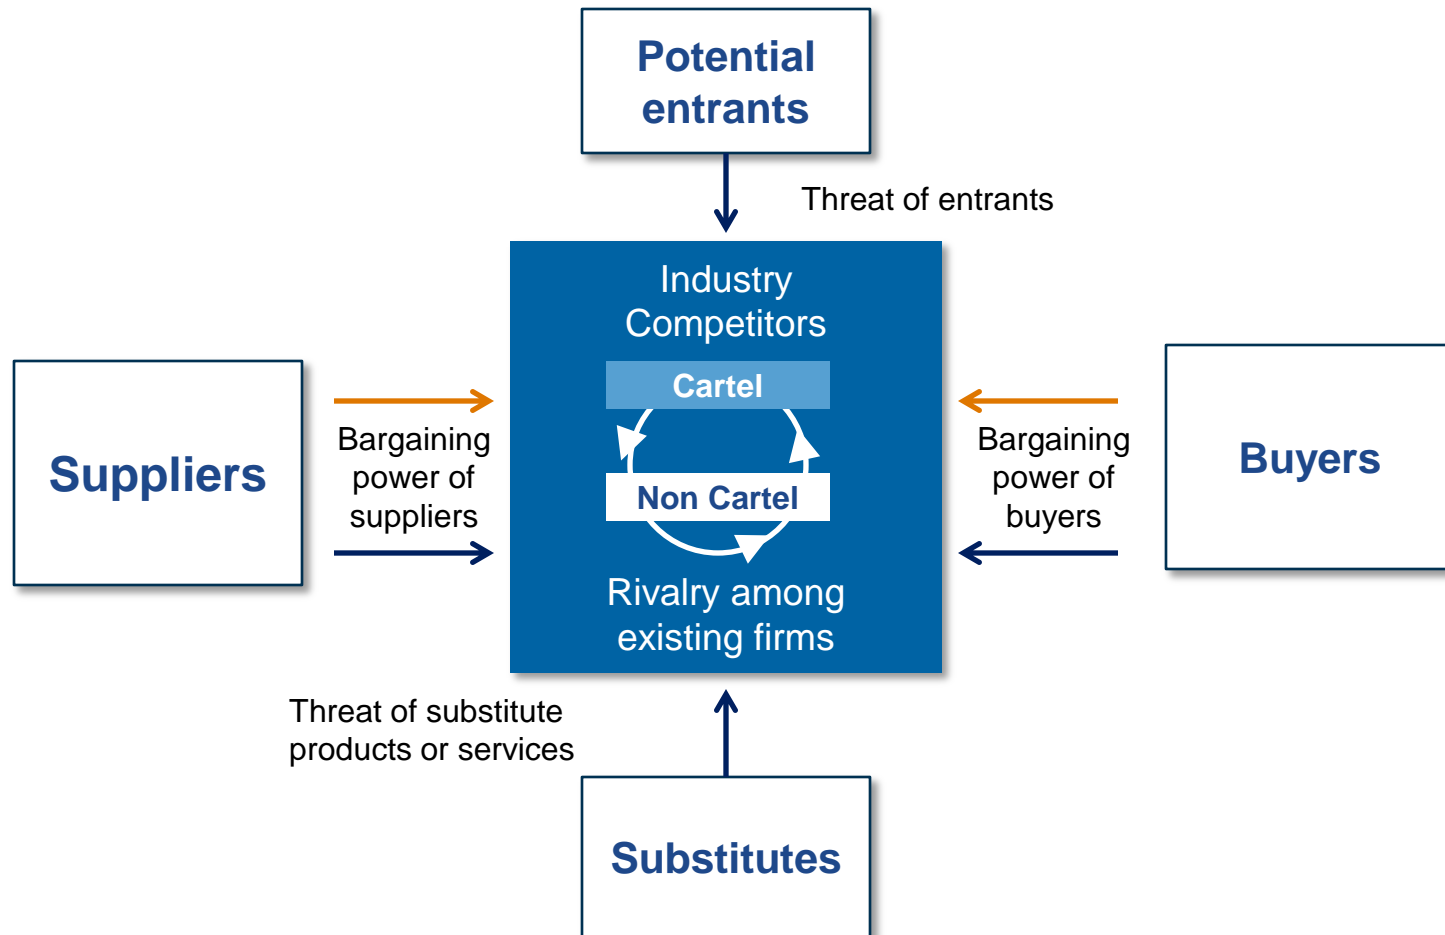 Potential
entrants
Threat of entrants
Industry
Competitors
Cartel
Suppliers
Bargaining
power of
suppliers
Non Cartel
Bargaining
power of
buyers
Buyers
Rivalry among
existing firms
Threat of substitute
products or services
Substitutes